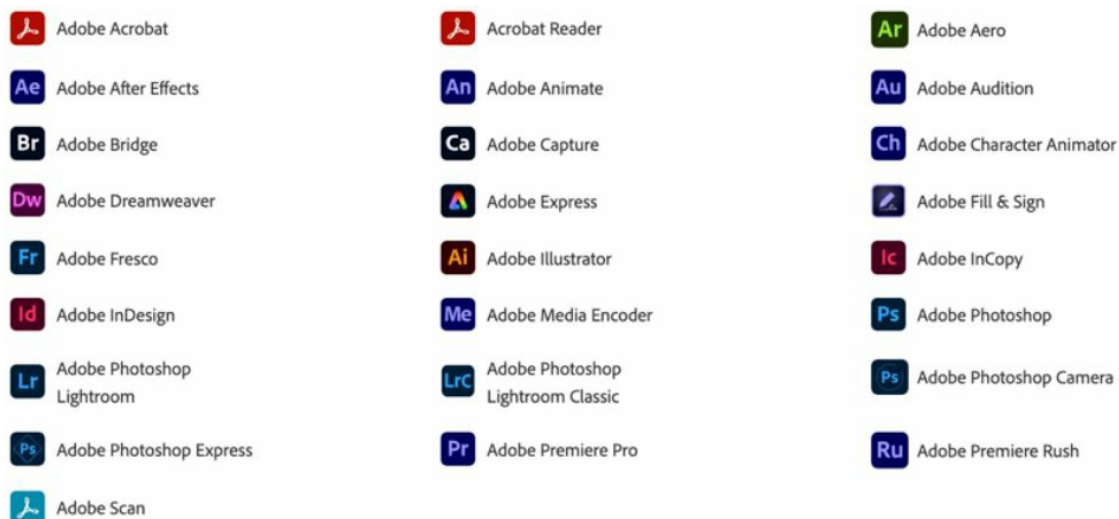 Adobe Acrobat
Acrobat Reader
Ar Adobe Aero
Ae Adobe After Effects
An Adobe Animate
Au Adobe Audition
Br Adobe Bridge
Ca Adobe Capture
Ch Adobe Character Animator
Dw Adobe Dreamweaver
Adobe Express
Adobe Fill & Sign
Fr Adobe Fresco
Ai Adobe Illustrator
Ic Adobe InCopy
Id Adobe InDesign
Me Adobe Media Encoder
Ps Adobe Photoshop
Lr Adobe Photoshop
Lightroom
LrC Adobe Photoshop
Lightroom Classic
Ps Adobe Photoshop Camera
Ps Adobe Photoshop Express
Pr Adobe Premiere Pro
Ru Adobe Premiere Rush
Adobe Scan